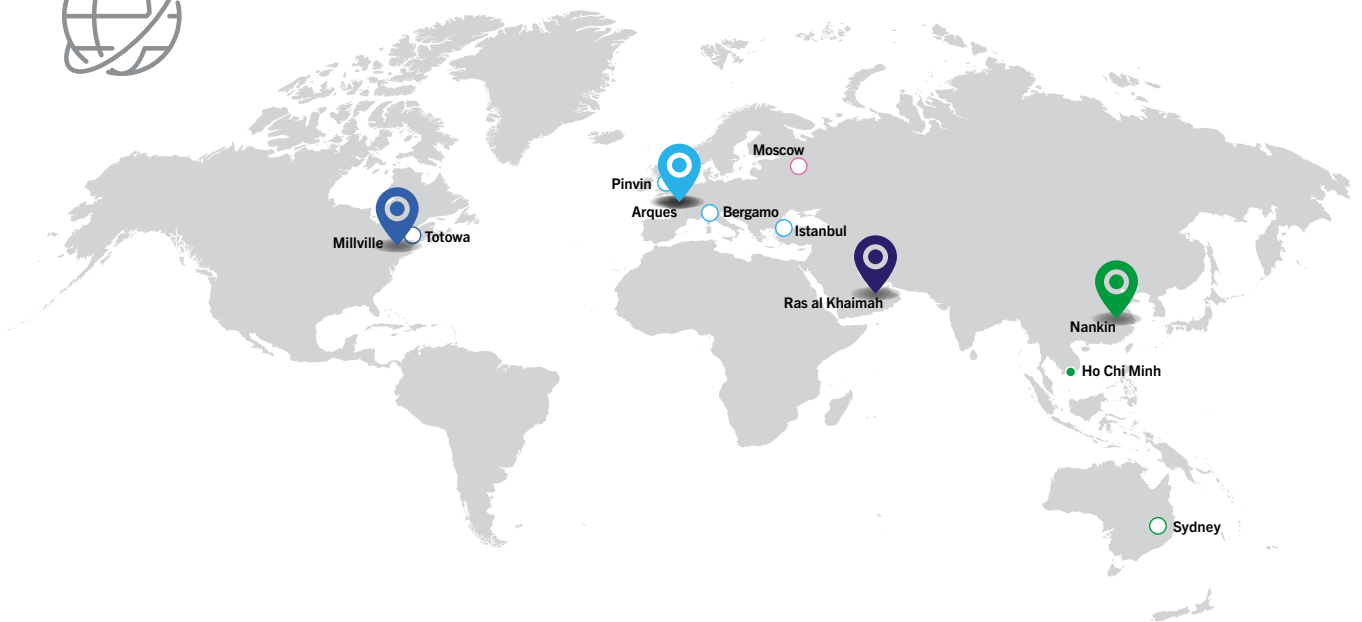 Moscow
Pinvin
Arques
Bergamo
Istanbul
Millville
Totowa
Ras al Khaimah
Nankin
Ho Chi Minh
Sydney